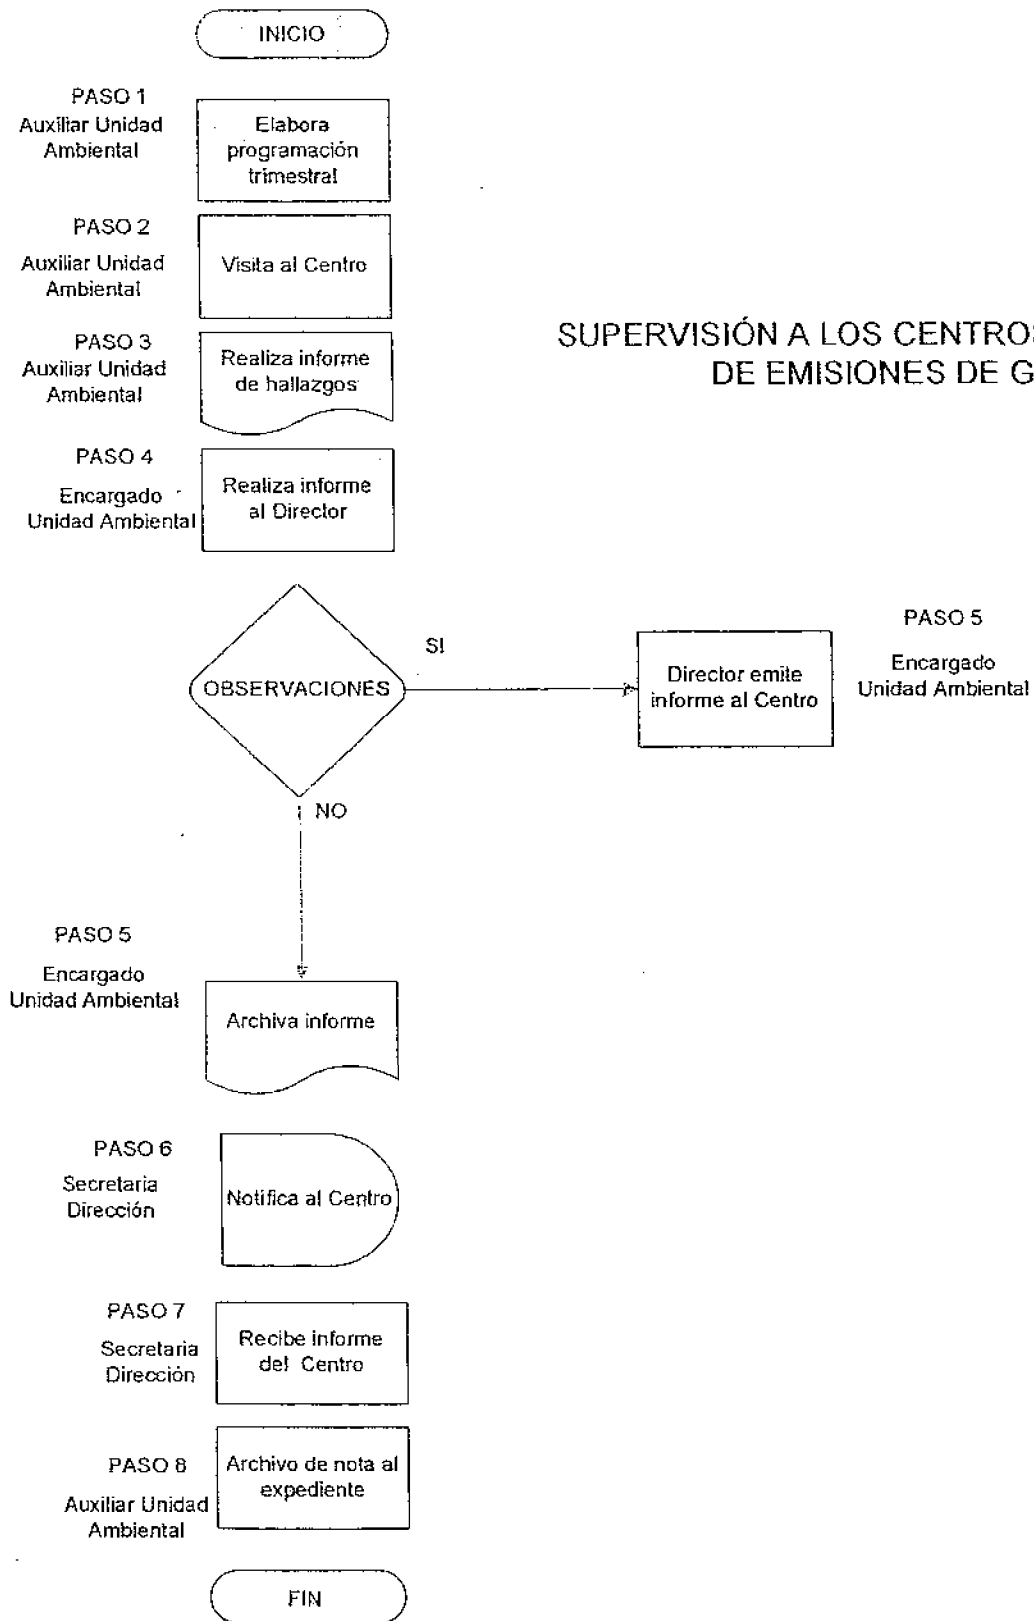 INICIO
PASO 1
Auxiliar Unidad
Ambiental
Elabora
programación
trimestral
PASO 2
Auxiliar Unidad
Ambiental
Visita al Centro
PASO 3
Auxiliar Unidad
Ambiental
Realiza informe
de hallazgos
SUPERVISIÓN A LOS CENTROS
DE EMISIONES DE G
PASO 4
Encargado
Unidad Ambiental
Realiza informe
al Director
OBSERVACIONES
SI
Director emite
informe al Centro
PASO 5
Encargado
Unidad Ambiental
NO
PASO 5
Encargado
Unidad Ambiental
Archiva informe
PASO 6
Secretaria
Dirección
Notifica al Centro
PASO 7
Secretaria
Dirección
Recibe informe
del Centro
PASO 8
Auxiliar Unidad
Ambiental
Archivo de nota al
expediente
FIN